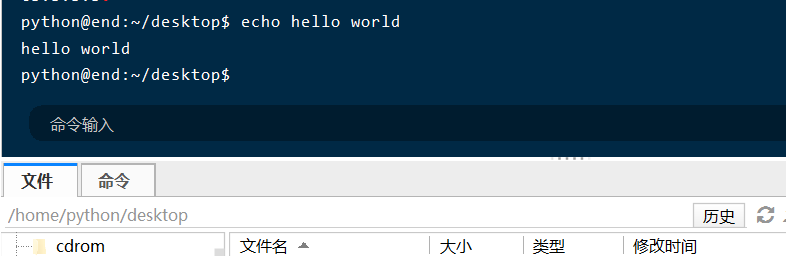 python@end:~/desktop$ echo hello world
hello world
python@end:~/desktop$
命令输入
文件 命令
/home/python/desktop 历史
cdrom 文件名 大小 类型 修改时间